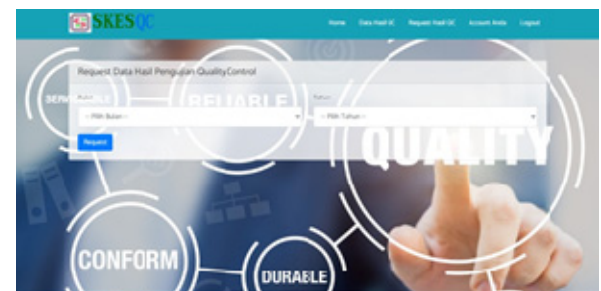 SKESQC
Home Data Hasil QC Request Hasil QC Account Anda Logout
Request Data Hasil Pengujian QualityControl
RELIABLE
Tahun
-- Pilih Bulan --
-- Pilih Tahun --
Request
QUALITY
CONFORM
DURABLE